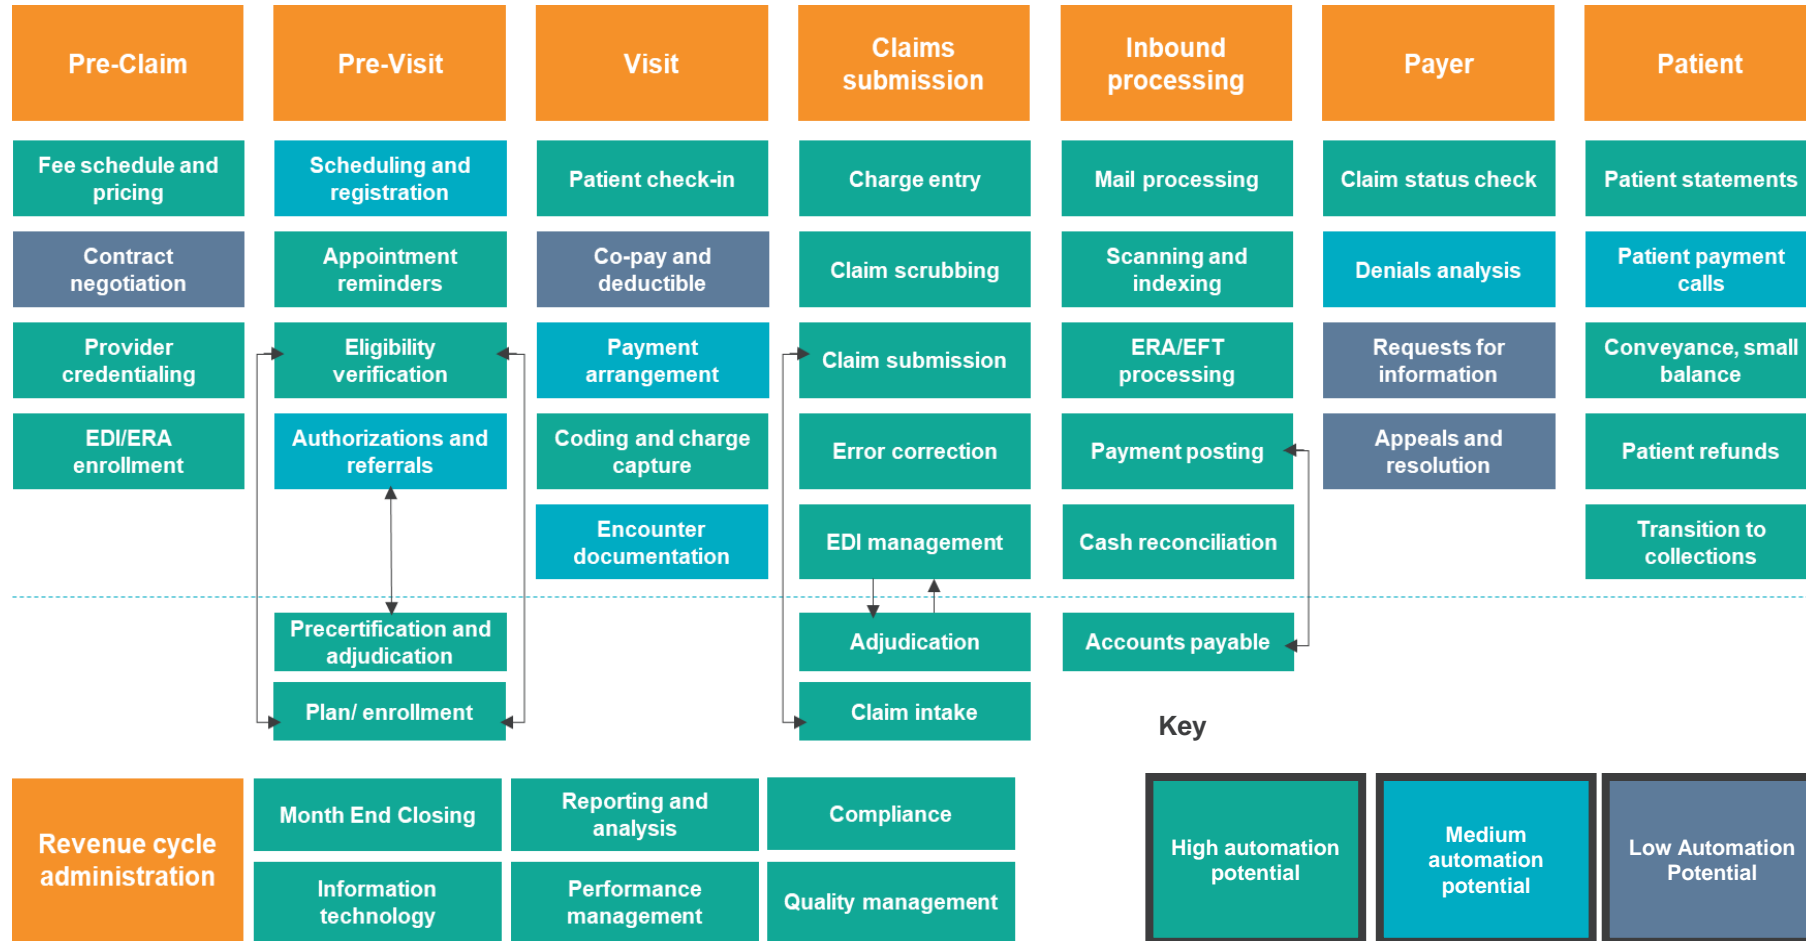 Pre-Claim
Pre-Visit
Visit
Claims
submission
Inbound
processing
Payer
Patient
Fee schedule and
pricing
Scheduling and
registration
Patient check-in
Charge entry
Mail processing
Claim status check
Patient statements
Contract
negotiation
Appointment
reminders
Co-pay and
deductible
Claim scrubbing
Scanning and
indexing
Denials analysis
Patient payment
calls
Provider
credentialing
Eligibility
verification
Payment
arrangement
Claim submission
ERA/EFT
processing
Requests for
information
Conveyance, small
balance
EDI/ERA
enrollment
Authorizations and
referrals
Coding and charge
capture
Error correction
Payment posting
Appeals and
resolution
Patient refunds
Encounter
documentation
EDI management
Cash reconciliation
Transition to
collections
Precertification and
adjudication
Adjudication
Accounts payable
Plan/ enrollment
Claim intake
Key
Revenue cycle
administration
Month End Closing
Reporting and
analysis
Compliance
Information
technology
Performance
management
Quality management
High automation
potential
Medium
automation
potential
Low Automation
Potential